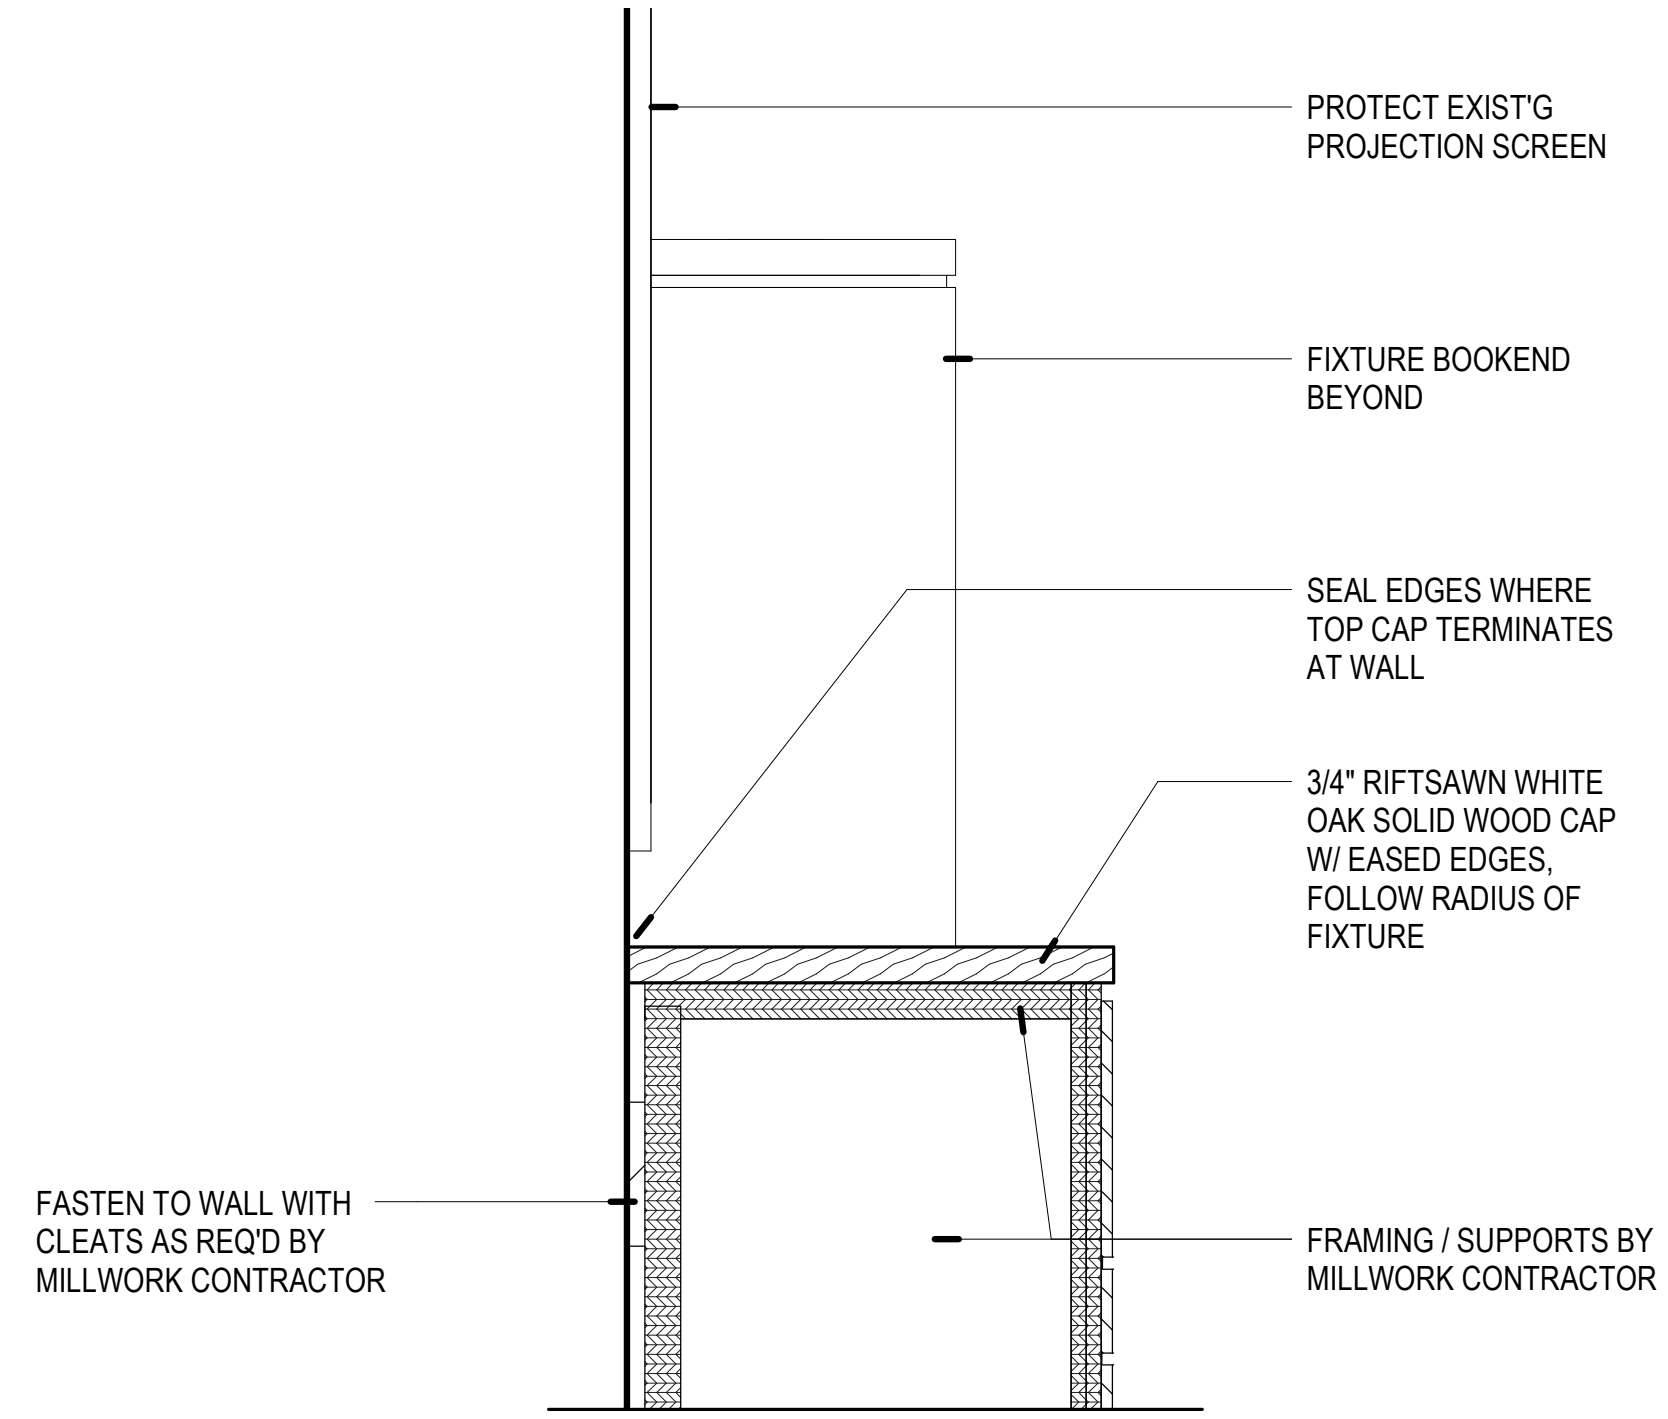 PROTECT EXIST'G
PROJECTION SCREEN
FIXTURE BOOKEND
BEYOND
SEAL EDGES WHERE
TOP CAP TERMINATES
AT WALL
3/4" RIFTSAWN WHITE
OAK SOLID WOOD CAP
W/ EASED EDGES,
FOLLOW RADIUS OF
FIXTURE
FASTEN TO WALL WITH
CLEATS AS REQ'D BY
MILLWORK CONTRACTOR
FRAMING / SUPPORTS BY
MILLWORK CONTRACTOR